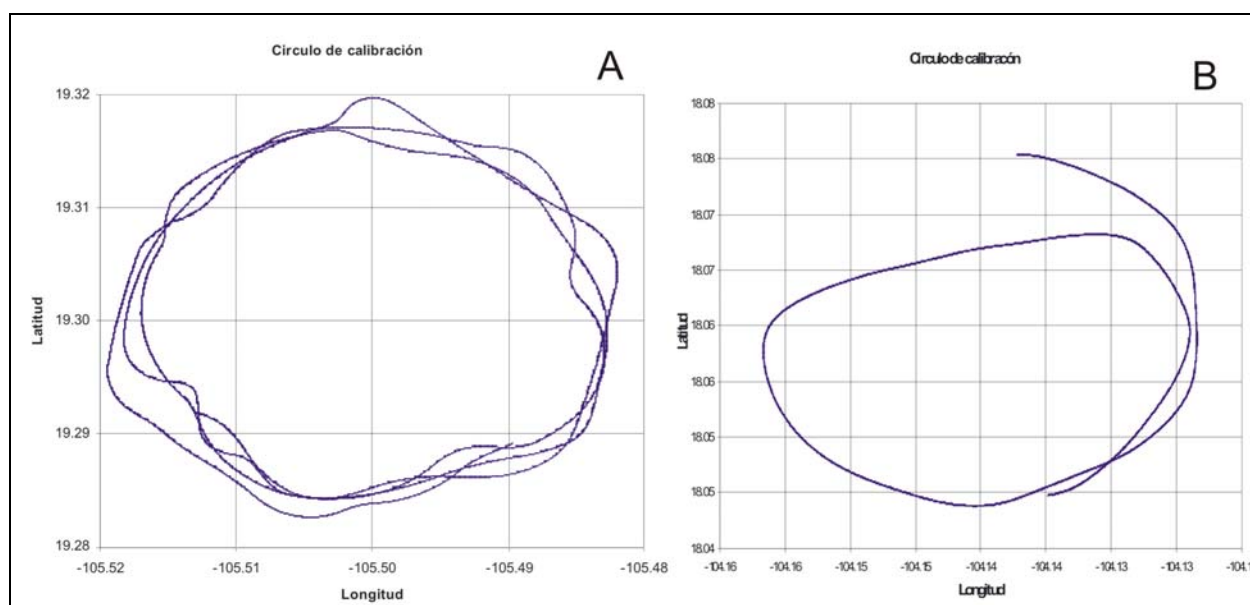 Circulo de calibración
A
19.32
19.31
19.30
19.29
19.28
Latitud
-105.52 -105.51 -105.50 -105.49 -105.48
Longitud
Circulo de calibracón
B
18.08
18.08
18.07
18.07
18.06
18.06
18.05
18.05
18.04
Latitud
-104.16 -104.16 -104.15 -104.15 -104.14 -104.14 -104.13 -104.13
Longitud